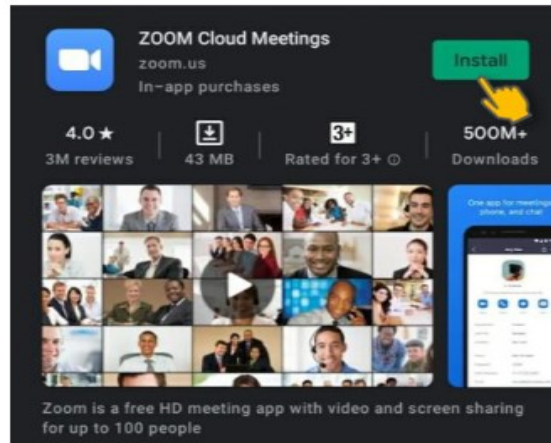 ZOOM Cloud Meetings
zoom.us
In-app purchases
Install
4.0 ★
3M reviews
43 MB
3+
Rated for 3+ ⓘ
500M+
Downloads
One app for meetings,
phone, and chat
Zoom is a free HD meeting app with video and screen sharing
for up to 100 people